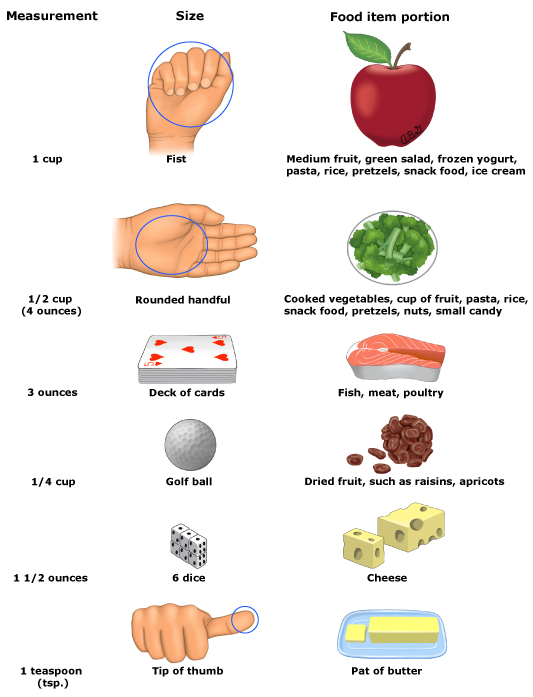 Measurement Size Food item portion
1 cup
Fist
Medium fruit, green salad, frozen yogurt,
pasta, rice, pretzels, snack food, ice cream
1/2 cup
(4 ounces)
Rounded handful
Cooked vegetables, cup of fruit, pasta, rice,
snack food, pretzels, nuts, small candy
3 ounces
Deck of cards
Fish, meat, poultry
1/4 cup
Golf ball
Dried fruit, such as raisins, apricots
1 1/2 ounces
6 dice
Cheese
1 teaspoon
(tsp.)
Tip of thumb
Pat of butter